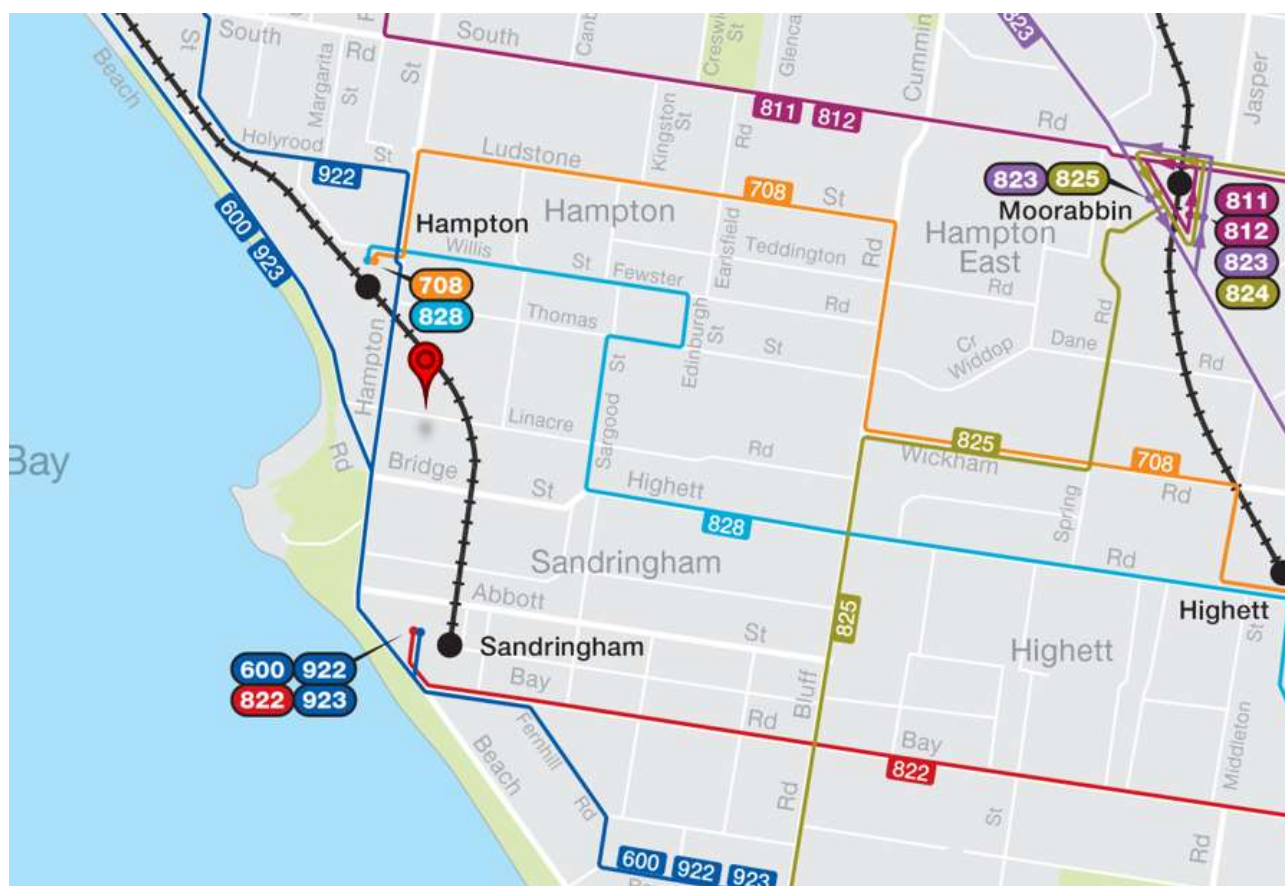 South
Rd
St
Beach
Margarita
St
St
Holyrood
St
922
600
923
South
Canb
Creswick
St
Glenca
Cummin
823
Jasper
811
812
Rd
Kingston
St
Rd
Ludstone
708
St
Hampton
Hampton
Willis
St
Fewster
Earlsfield
Teddington
Rd
Rd
Rd
Hampton
East
823
825
Moorabbin
811
812
823
824
708
828
Thomas
St
Edinburgh
St
St
Cr
Widdop
Dane
Rd
Rd
Hampton
Linacre
Sargood
Rd
Bay
Rd
Bridge
St
Highett
828
825
Wickham
708
Rd
Spring
Rd
Sandringham
Abbott
St
825
Highett
St
Highett
Sandringham
600
922
822
923
Bay
Rd
Bluff
Bay
822
Fernhill
Rd
Beach
Rd
Middleton
St
Rd
600
922
923